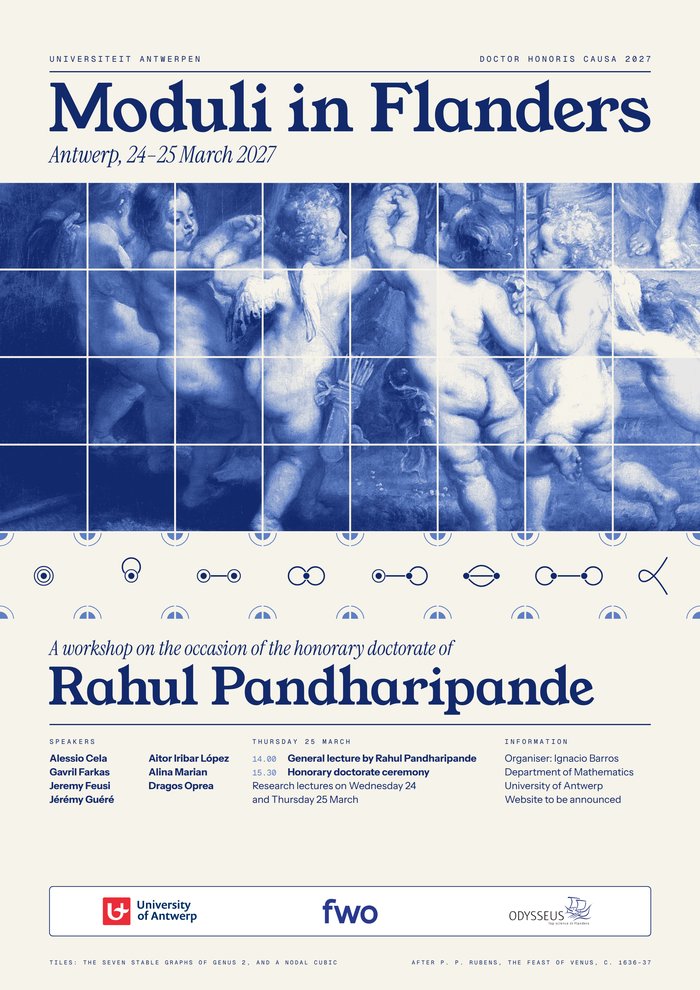 UNIVERSITEIT ANTWERPEN
DOCTOR HONORIS CAUSA 2027
Moduli in Flanders
Antwerp, 24–25 March 2027
A workshop on the occasion of the honorary doctorate of
Rahul Pandharipande
SPEAKERS
Alessio Cela
Gavril Farkas
Jeremy Feusi
Jérémy Guéré
Aitor Iribar López
Alina Marian
Dragos Oprea
THURSDAY 25 MARCH
14.00 General lecture by Rahul Pandharipande
15.30 Honorary doctorate ceremony
Research lectures on Wednesday 24
and Thursday 25 March
INFORMATION
Organiser: Ignacio Barros
Department of Mathematics
University of Antwerp
Website to be announced
University
of Antwerp
fwo
ODYSSEUS
top science in Flanders
TILES: THE SEVEN STABLE GRAPHS OF GENUS 2, AND A NODAL CUBIC
AFTER P. P. RUBENS, THE FEAST OF VENUS, C. 1636–37